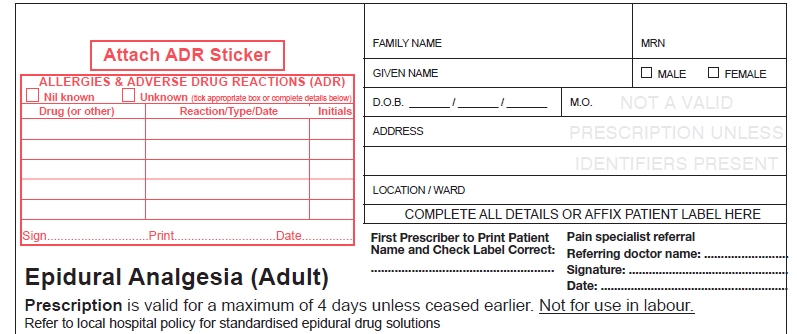 Attach ADR Sticker
ALLERGIES & ADVERSE DRUG REACTIONS (ADR)
Nil known Unknown (tick appropriate box or complete details below)
Drug (or other) Reaction/Type/Date Initials
Sign................................Print................................Date................
FAMILY NAME MRN
GIVEN NAME MALE FEMALE
D.O.B. _______ / _______ / _______ M.O. NOT A VALID
ADDRESS PRESCRIPTION UNLESS
IDENTIFIERS PRESENT
LOCATION / WARD
COMPLETE ALL DETAILS OR AFFIX PATIENT LABEL HERE
First Prescriber to Print Patient
Name and Check Label Correct:
........................................................
Pain specialist referral
Referring doctor name: .........................
Signature: ................................................
Date: ........................................................
Epidural Analgesia (Adult)
Prescription is valid for a maximum of 4 days unless ceased earlier. Not for use in labour.
Refer to local hospital policy for standardised epidural drug solutions